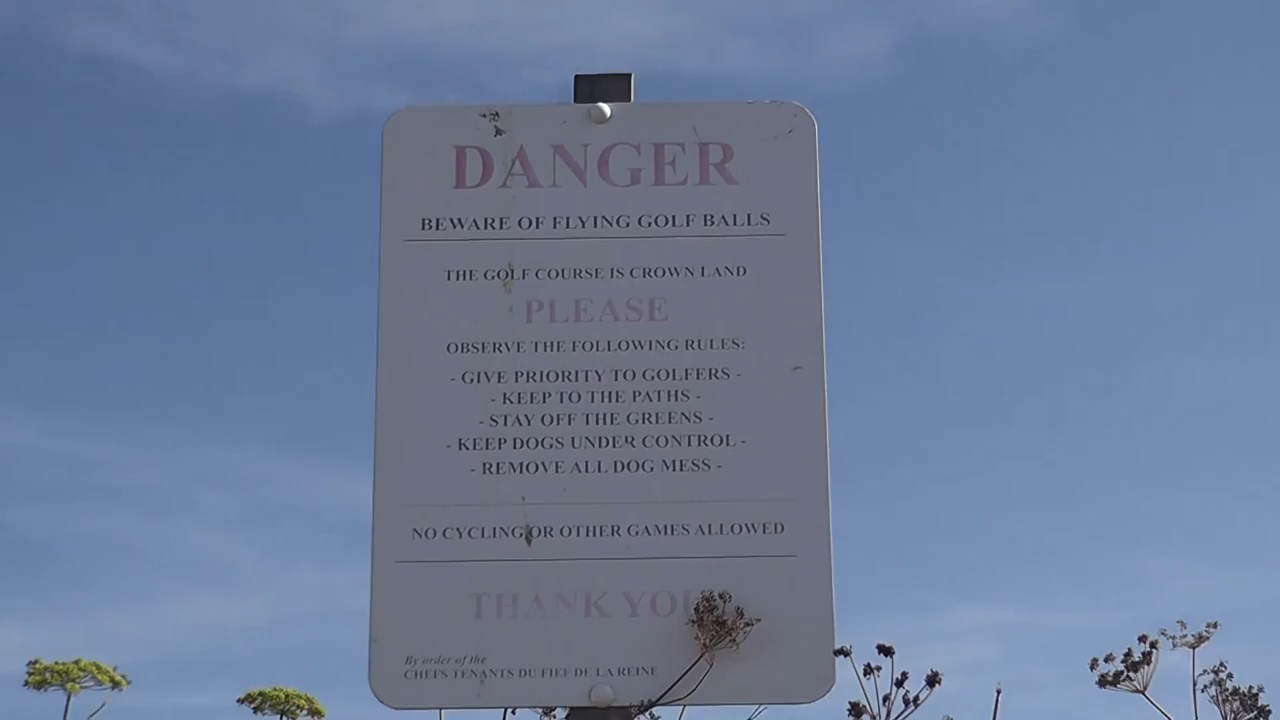 DANGER
BEWARE OF FLYING GOLF BALLS
THE GOLF COURSE IS CROWN LAND
PLEASE
OBSERVE THE FOLLOWING RULES:
- GIVE PRIORITY TO GOLFERS -
- KEEP TO THE PATHS -
- STAY OFF THE GREENS -
- KEEP DOGS UNDER CONTROL -
- REMOVE ALL DOG MESS -
NO CYCLING OR OTHER GAMES ALLOWED
THANK YOU
By order of the
CHEFS TENANTS DU FIEF DE LA REINE